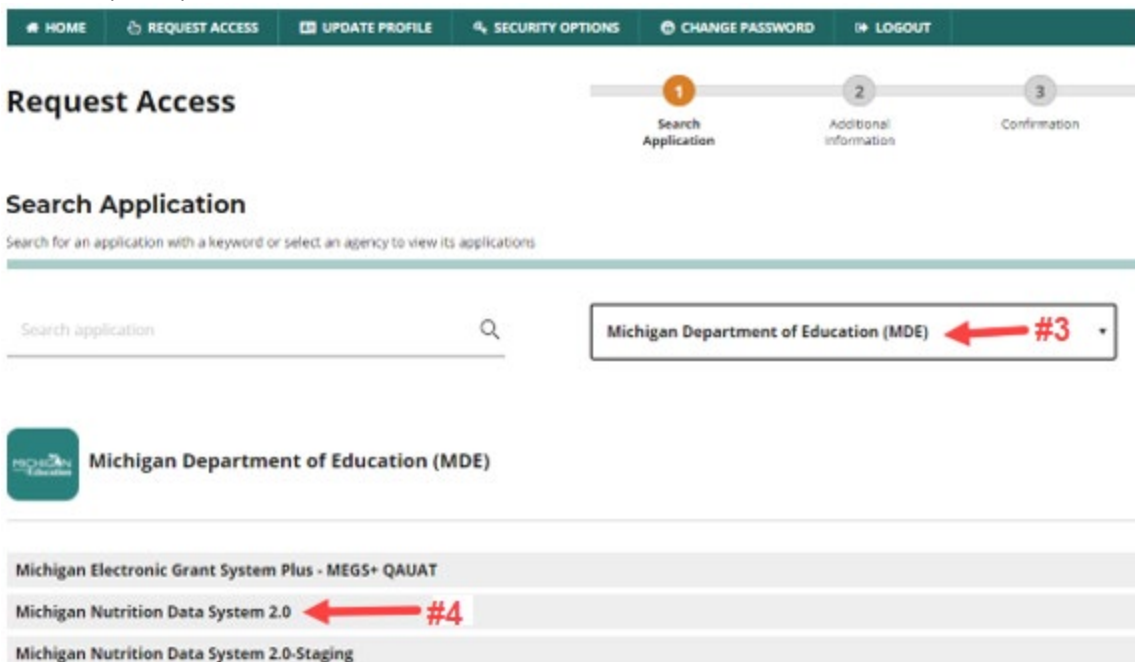 HOME REQUEST ACCESS UPDATE PROFILE SECURITY OPTIONS CHANGE PASSWORD LOGOUT
Request Access
1 2 3
Search Application
Additional Information
Confirmation
Search Application
Search for an application with a keyword or select an agency to view its applications
Search application
Michigan Department of Education (MDE) #3
MICHIGAN
Education
Michigan Department of Education (MDE)
Michigan Electronic Grant System Plus - MEGS+ QAUAT
Michigan Nutrition Data System 2.0 #4
Michigan Nutrition Data System 2.0-Staging